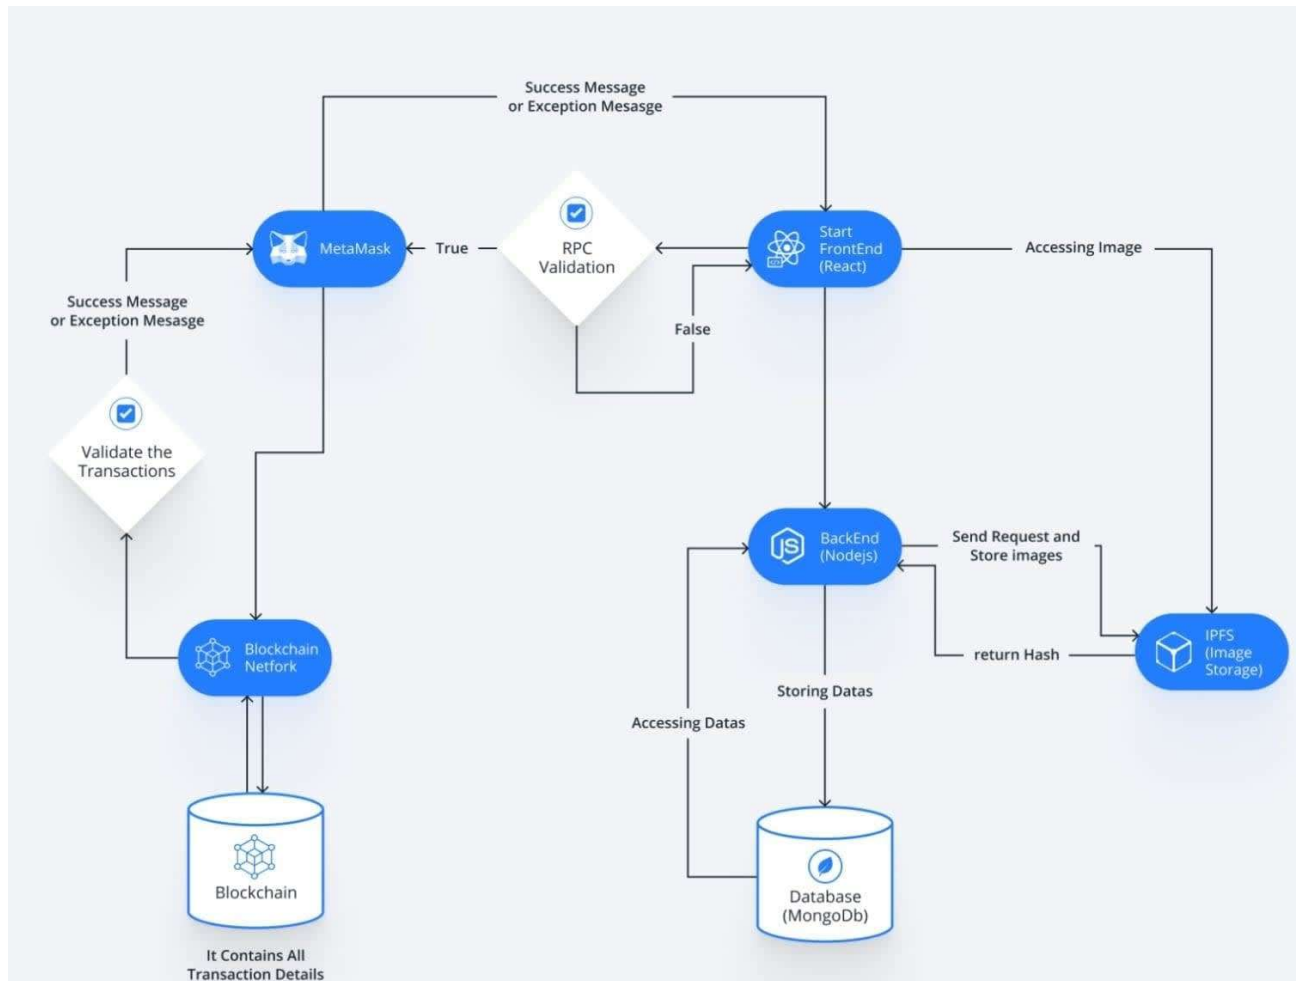 Success Message
or Exception Mesasge
MetaMask
True
RPC
Validation
Start
FrontEnd
(React)
Accessing Image
Success Message
or Exception Mesasge
False
Validate the
Transactions
BackEnd
(Nodejs)
JS
Send Request and
Store images
Blockchain
Netfork
return Hash
IPFS
(Image
Storage)
Storing Datas
Accessing Datas
Blockchain
Database
(MongoDb)
It Contains All
Transaction Details